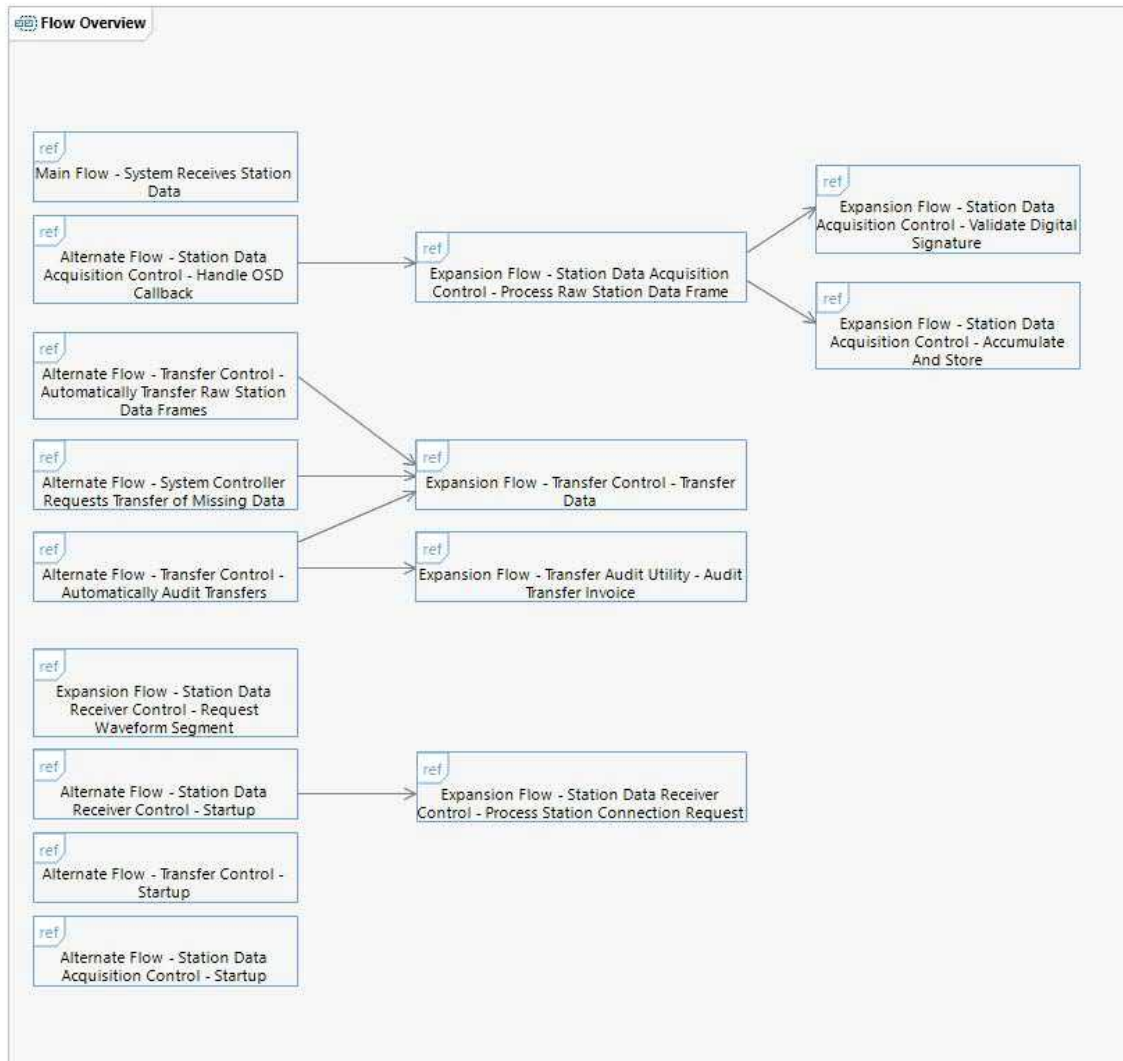 Flow Overview
ref
Main Flow - System Receives Station
Data
ref
Alternate Flow - Station Data
Acquisition Control - Handle OSD
Callback
ref
Expansion Flow - Station Data Acquisition
Control - Process Raw Station Data Frame
ref
Expansion Flow - Station Data
Acquisition Control - Validate Digital
Signature
ref
Expansion Flow - Station Data
Acquisition Control - Accumulate
And Store
ref
Alternate Flow - Transfer Control -
Automatically Transfer Raw Station
Data Frames
ref
Alternate Flow - System Controller
Requests Transfer of Missing Data
ref
Expansion Flow - Transfer Control - Transfer
Data
ref
Alternate Flow - Transfer Control -
Automatically Audit Transfers
ref
Expansion Flow - Transfer Audit Utility - Audit
Transfer Invoice
ref
Expansion Flow - Station Data
Receiver Control - Request
Waveform Segment
ref
Alternate Flow - Station Data
Receiver Control - Startup
ref
Expansion Flow - Station Data Receiver
Control - Process Station Connection Request
ref
Alternate Flow - Transfer Control -
Startup
ref
Alternate Flow - Station Data
Acquisition Control - Startup